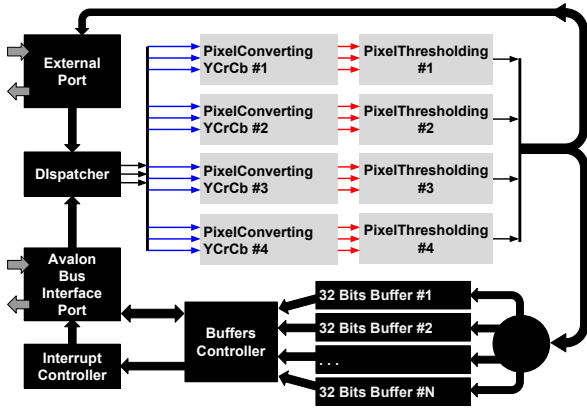 External
Port
PixelConverting
YCrCb #1
PixelThresholding
#1
PixelConverting
YCrCb #2
PixelThresholding
#2
DIspatcher
PixelConverting
YCrCb #3
PixelThresholding
#3
PixelConverting
YCrCb #4
PixelThresholding
#4
Avalon
Bus
Interface
Port
Interrupt
Controller
Buffers
Controller
32 Bits Buffer #1
32 Bits Buffer #2
. . .
32 Bits Buffer #N